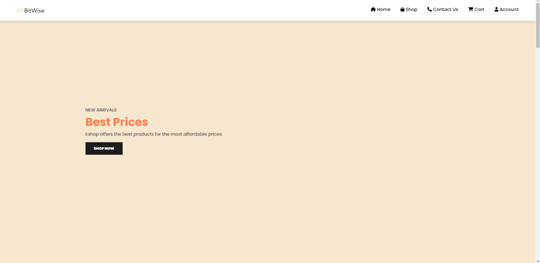 BitWise
Home
Shop
Contact Us
Cart
Account
NEW ARRIVALS
Best Prices
Eshop offers the best products for the most affordable prices
SHOP NOW